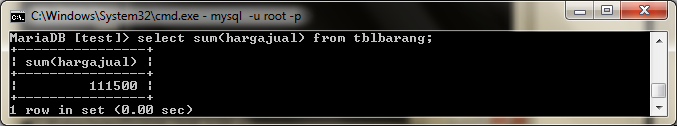 C:\Windows\System32\cmd.exe - mysql  -u root -p
MariaDB [test]> select sum(hargajual) from tblbarang;
+----------------+
| sum(hargajual) |
+----------------+
|         111500 |
+----------------+
1 row in set (0.00 sec)